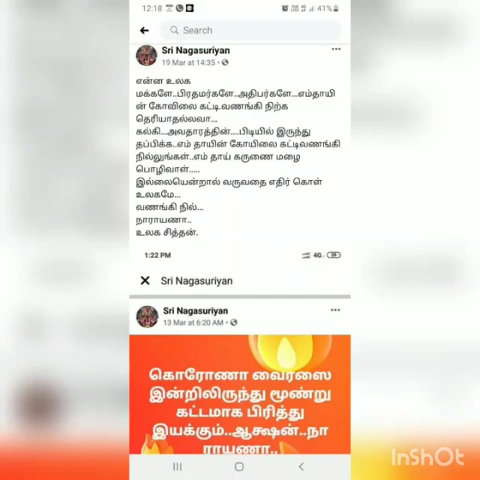 12:18
41%
Search
Sri Nagasuriyan
19 Mar at 14:35 •
என்ன உலக
மக்களே..பிரதமர்களே..அதிபர்களே...எம்தாயி
ன் கோவிலை கட்டி.வணங்கி நிற்க
தெரியாதல்லவா...
கல்கி...அவதாரத்தின்....பிடியில் இருந்து
தப்பிக்க..எம் தாயின் கோயிலை கட்டிவணங்கி
நில்லுங்கள்..எம் தாய் கருணை மழை
பொழிவாள்.....
இல்லையென்றால் வருவதை எதிர் கொள்
உலகமே...
வணங்கி நில்...
நாராயணா..
உலக சித்தன்.
1:22 PM
4G
Sri Nagasuriyan
Sri Nagasuriyan
13 Mar at 6:20 AM •
கொரோணா வைரஸை
இன்றிலிருந்து மூன்று
கட்டமாக பிரித்து
இயக்கும்..ஆக்ஷன்..நா
ராயணா..
InShOt